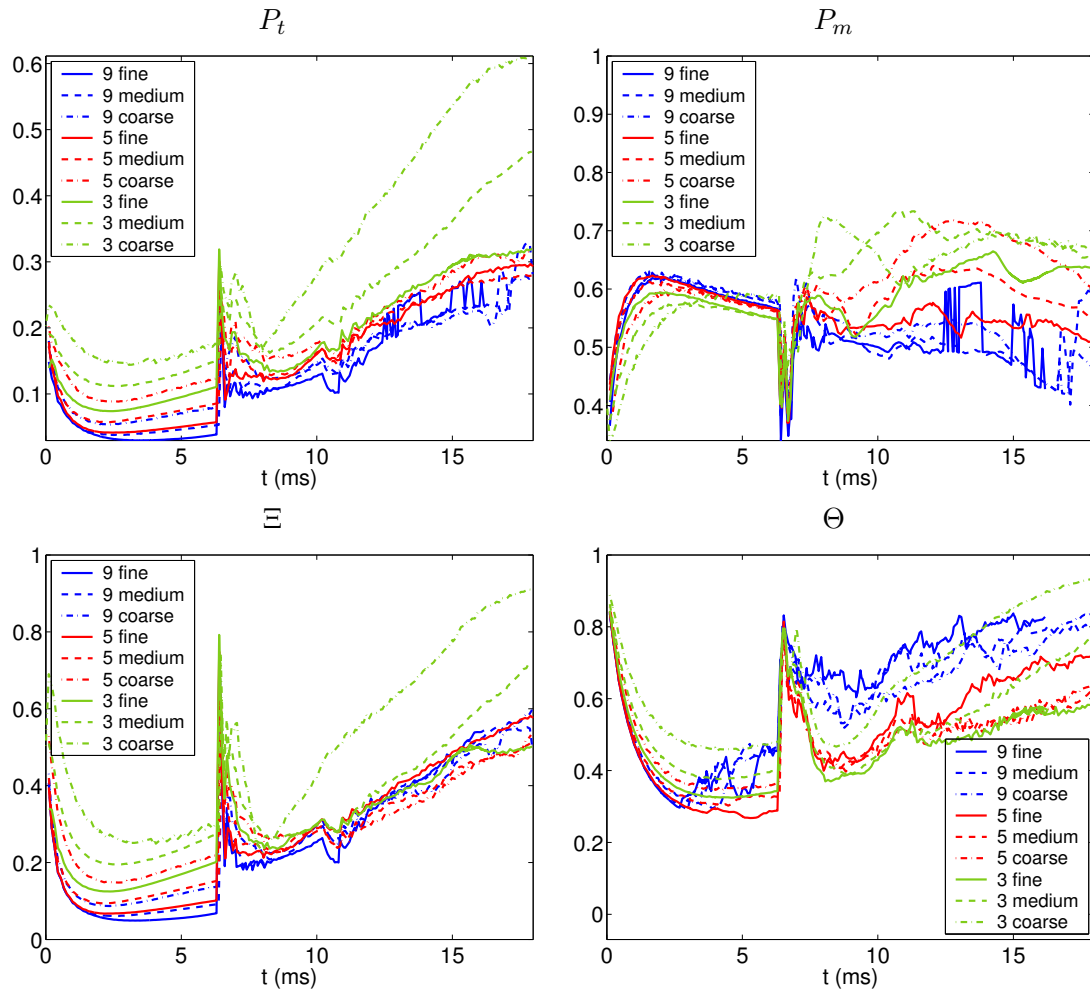 P_t
0.6
0.5
0.4
0.3
0.2
0.1
9 fine
9 medium
9 coarse
5 fine
5 medium
5 coarse
3 fine
3 medium
3 coarse
0
5
10
15
t (ms)
P_m
1
0.9
0.8
0.7
0.6
0.5
0.4
9 fine
9 medium
9 coarse
5 fine
5 medium
5 coarse
3 fine
3 medium
3 coarse
0
5
10
15
t (ms)
Ξ
1
0.8
0.6
0.4
0.2
0
9 fine
9 medium
9 coarse
5 fine
5 medium
5 coarse
3 fine
3 medium
3 coarse
0
5
10
15
t (ms)
Θ
1
0.8
0.6
0.4
0.2
0
9 fine
9 medium
9 coarse
5 fine
5 medium
5 coarse
3 fine
3 medium
3 coarse
0
5
10
15
t (ms)